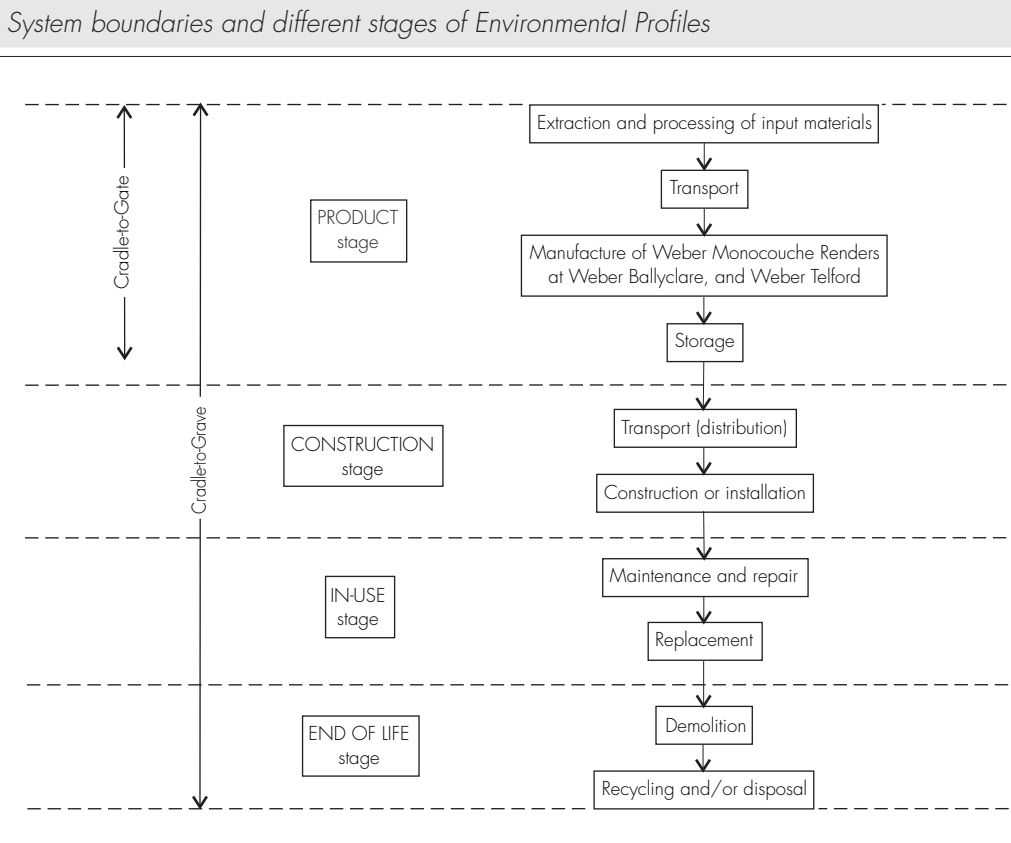 System boundaries and different stages of Environmental Profiles
Cradle-to-Gate
Cradle-to-Grave
PRODUCT
stage
Extraction and processing of input materials
Transport
Manufacture of Weber Monocouche Renders
at Weber Ballyclare, and Weber Telford
Storage
CONSTRUCTION
stage
Transport (distribution)
Construction or installation
IN-USE
stage
Maintenance and repair
Replacement
END OF LIFE
stage
Demolition
Recycling and/or disposal